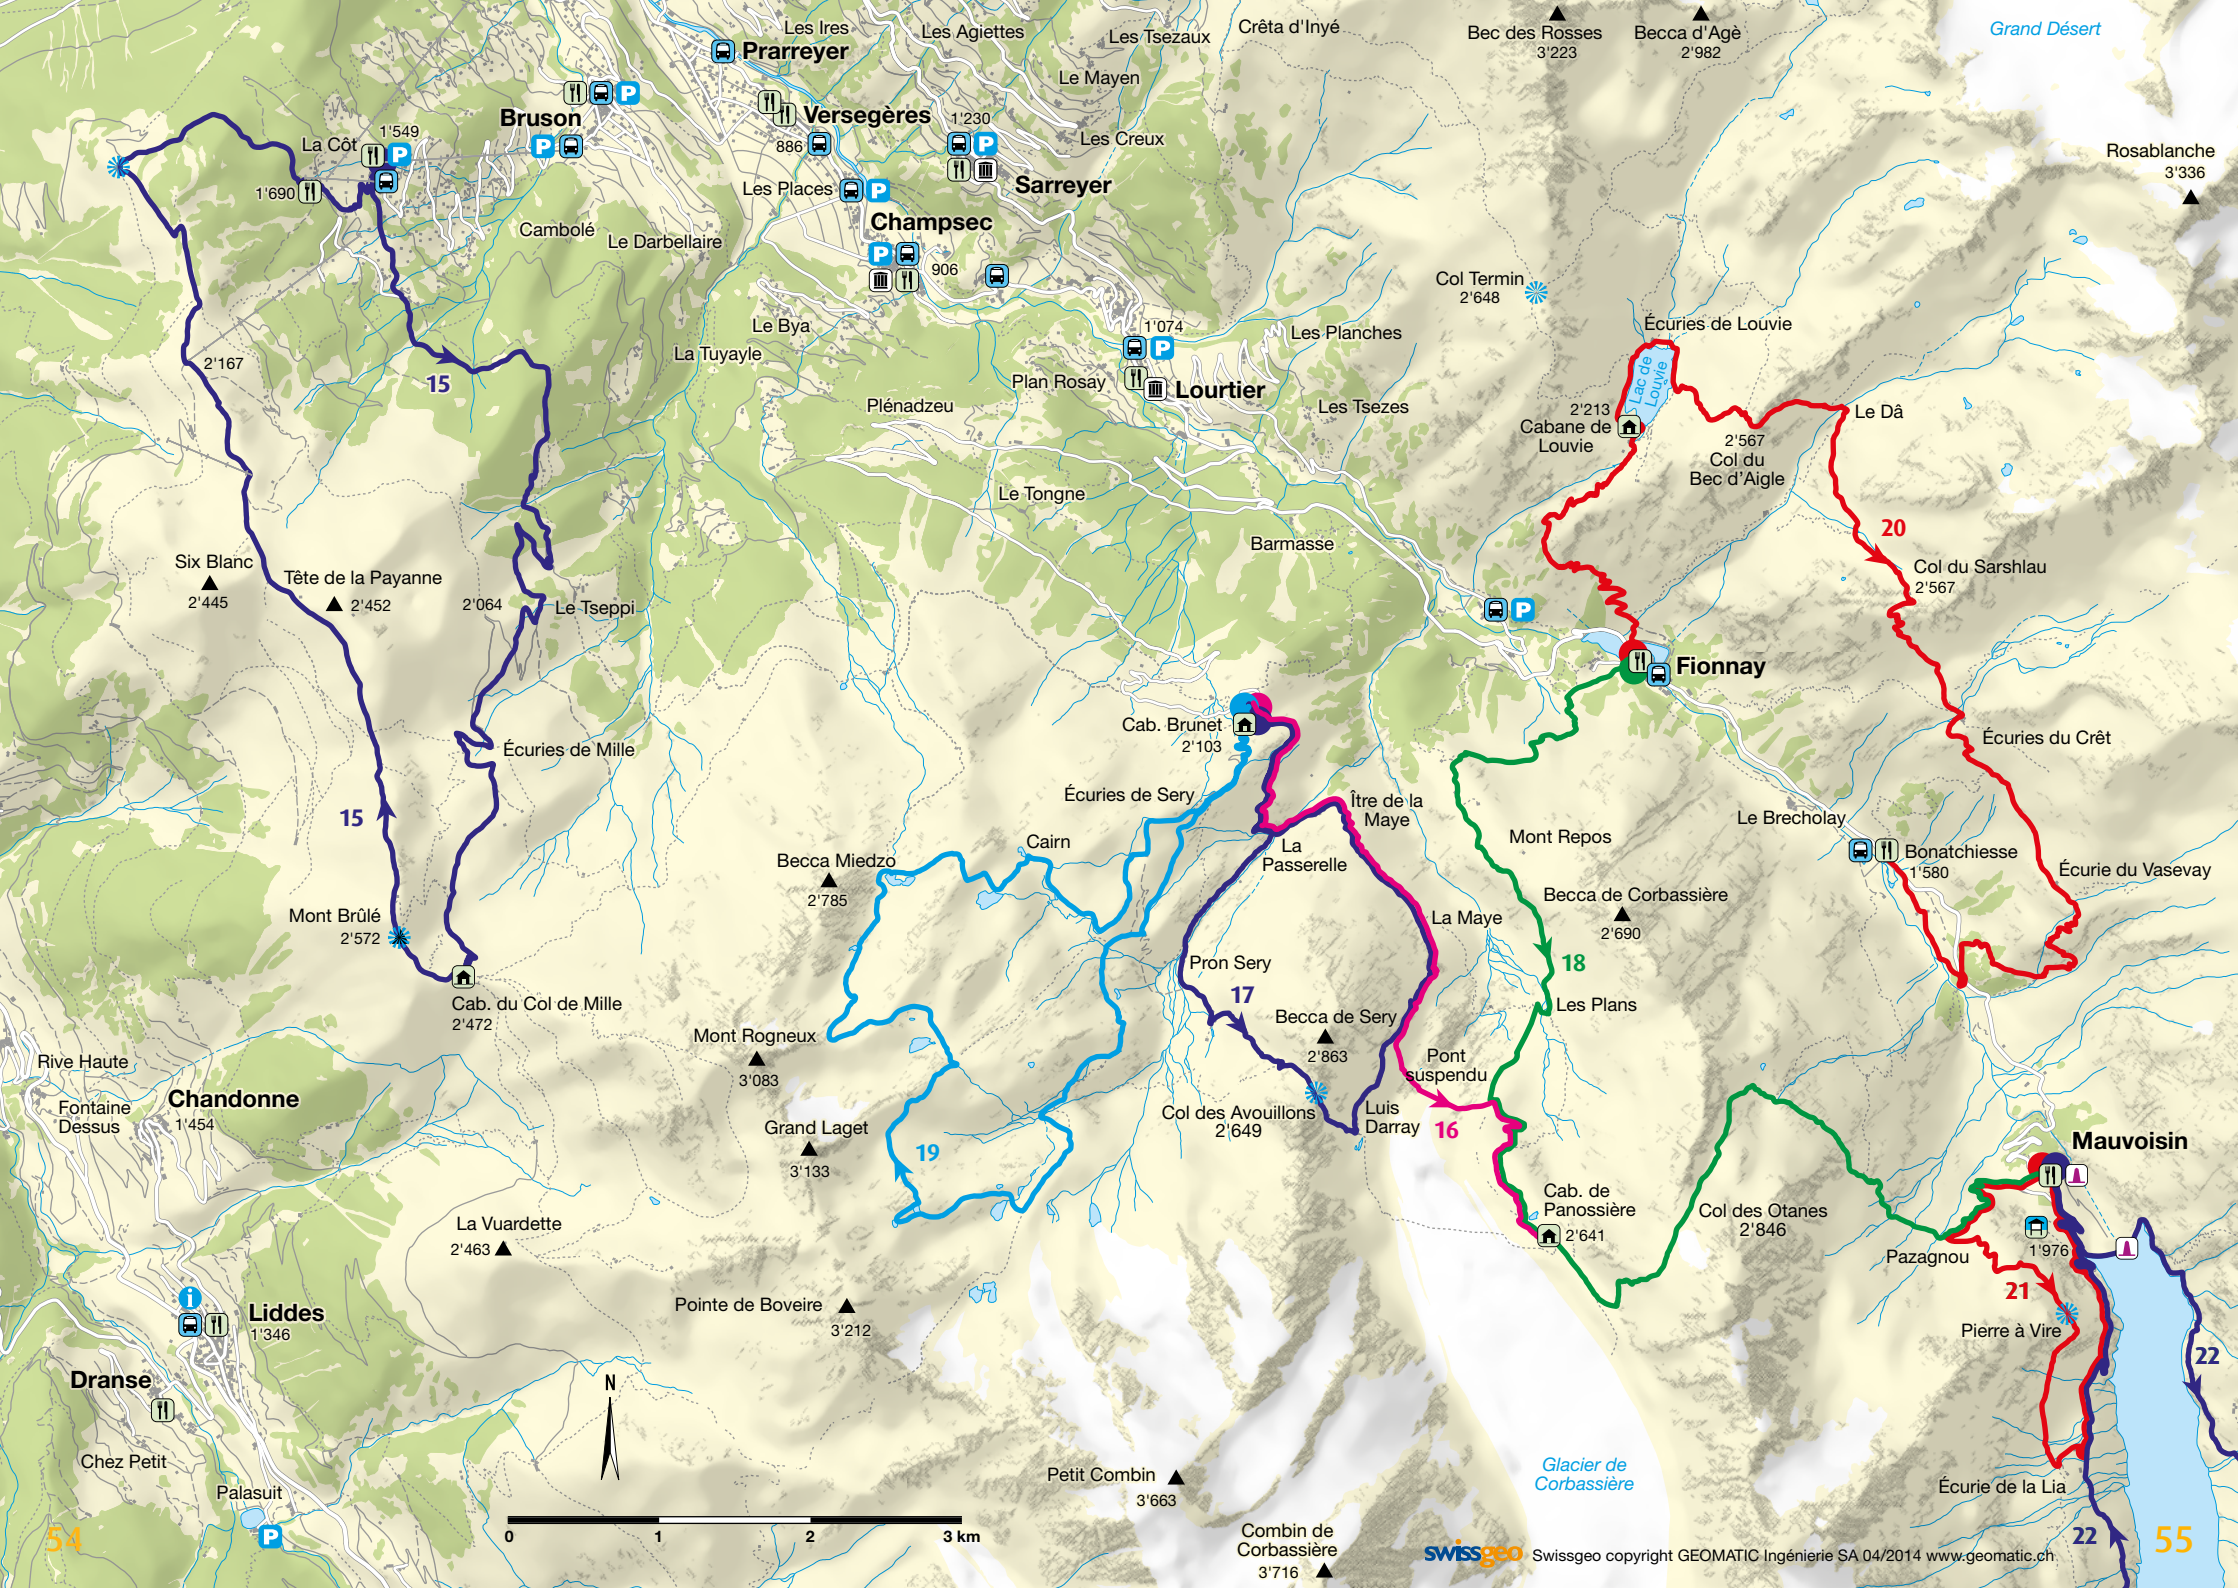 Les Ires
Les Agiettes
Les Tsezaux
Crêta d'Inyé
Bec des Rosses
3'223
Becca d'Agè
2'982
Grand Désert
Prarreyer
Le Mayen
P
Bruson
P
Versegères
886
1'230
P
Les Creux
Sarreyer
La Côt
1'549
P
1'690
Les Places
P
Rosablanche
3'336
Champsec
P
906
Cambolé
Le Darbellaire
Col Termin
2'648
Le Bya
La Tuyayle
1'074
P
Les Planches
Écuries de Louvie
Lac de
Louvie
2'167
15
Plan Rosay
Lourtier
Plénadzeu
Les Tsezes
2'213
Cabane de
Louvie
Le Dâ
2'567
Col du
Bec d'Aigle
Le Tongne
20
Barmasse
Col du Sarshlau
2'567
Six Blanc
2'445
Tête de la Payanne
2'452
2'064
Le Tseppi
P
Fionnay
Cab. Brunet
2'103
Écuries de Mille
Écuries du Crêt
15
Écuries de Sery
Île de la
Maye
Le Brecholay
Mont Repos
Cairn
La
Passerelle
Becca Miedzo
2'785
Bonatchiesse
1'580
Écurie du Vasevay
Becca de Corbassière
2'690
Mont Brûlé
2'572
La Maye
Pron Sery
17
18
Cab. du Col de Mille
2'472
Les Plans
Becca de Sery
2'863
Mont Rogneux
3'083
Rive Haute
Pont
suspendu
Chandonne
1'454
Fontaine
Dessus
Col des Avouillons
2'649
Luis
Darray
16
Grand Laget
3'133
19
Mauvoisin
Cab. de
Panossière
2'641
Col des Otanes
2'846
La Vuardette
2'463
Pazagnou
1'976
21
i
Liddes
1'346
Pointe de Boveire
3'212
Pierre à Vire
22
Dranse
N
Chez Petit
Petit Combin
3'663
Glacier de
Corbassière
Écurie de la Lia
Palasuit
P
54
0 1 2 3 km
Combin de
Corbassière
3'716
swissgeo Swissgeo copyright GEOMATIC Ingénierie SA 04/2014 www.geomatic.ch
22
55